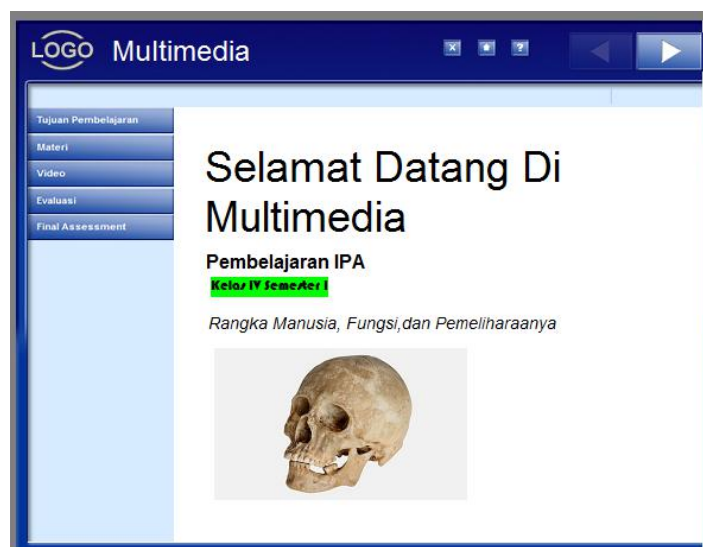 LOGO Multimedia
Tujuan Pembelajaran
Materi
Video
Evaluasi
Final Assessment
Selamat Datang Di
Multimedia
Pembelajaran IPA
Kelas IV Semester I
Rangka Manusia, Fungsi,dan Pemeliharaanya